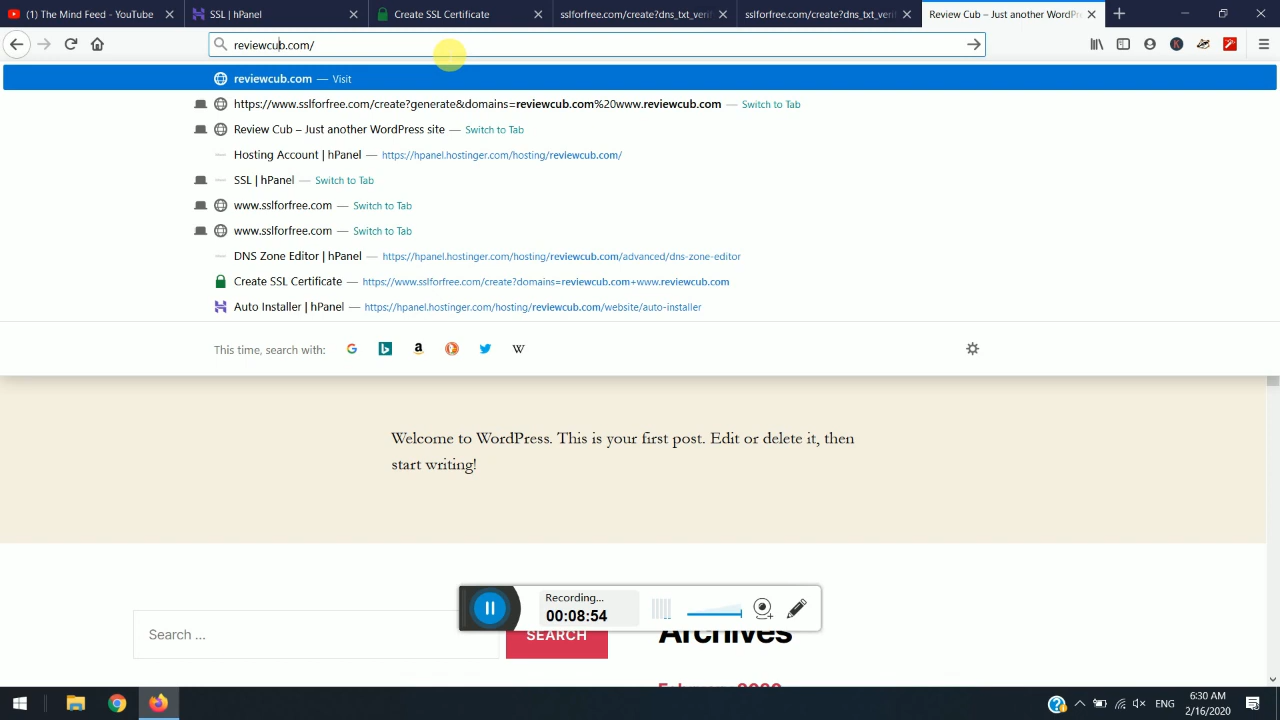 (1) The Mind Feed - YouTube
SSL | hPanel
Create SSL Certificate
sslforfree.com/create?dns_txt_verif
sslforfree.com/create?dns_txt_verif
Review Cub – Just another WordPre
reviewcub.com/
reviewcub.com — Visit
https://www.sslforfree.com/create?generate&domains=reviewcub.com%20www.reviewcub.com — Switch to Tab
Review Cub – Just another WordPress site — Switch to Tab
Hosting Account | hPanel — https://hpanel.hostinger.com/hosting/reviewcub.com/
SSL | hPanel — Switch to Tab
www.sslforfree.com — Switch to Tab
www.sslforfree.com — Switch to Tab
DNS Zone Editor | hPanel — https://hpanel.hostinger.com/hosting/reviewcub.com/advanced/dns-zone-editor
Create SSL Certificate — https://www.sslforfree.com/create?domains=reviewcub.com+www.reviewcub.com
Auto Installer | hPanel — https://hpanel.hostinger.com/hosting/reviewcub.com/website/auto-installer
This time, search with:
Welcome to WordPress. This is your first post. Edit or delete it, then
start writing!
Recording...
00:08:54
Search ...
SEARCH
Archives
February 2020
ENG
6:30 AM
2/16/2020